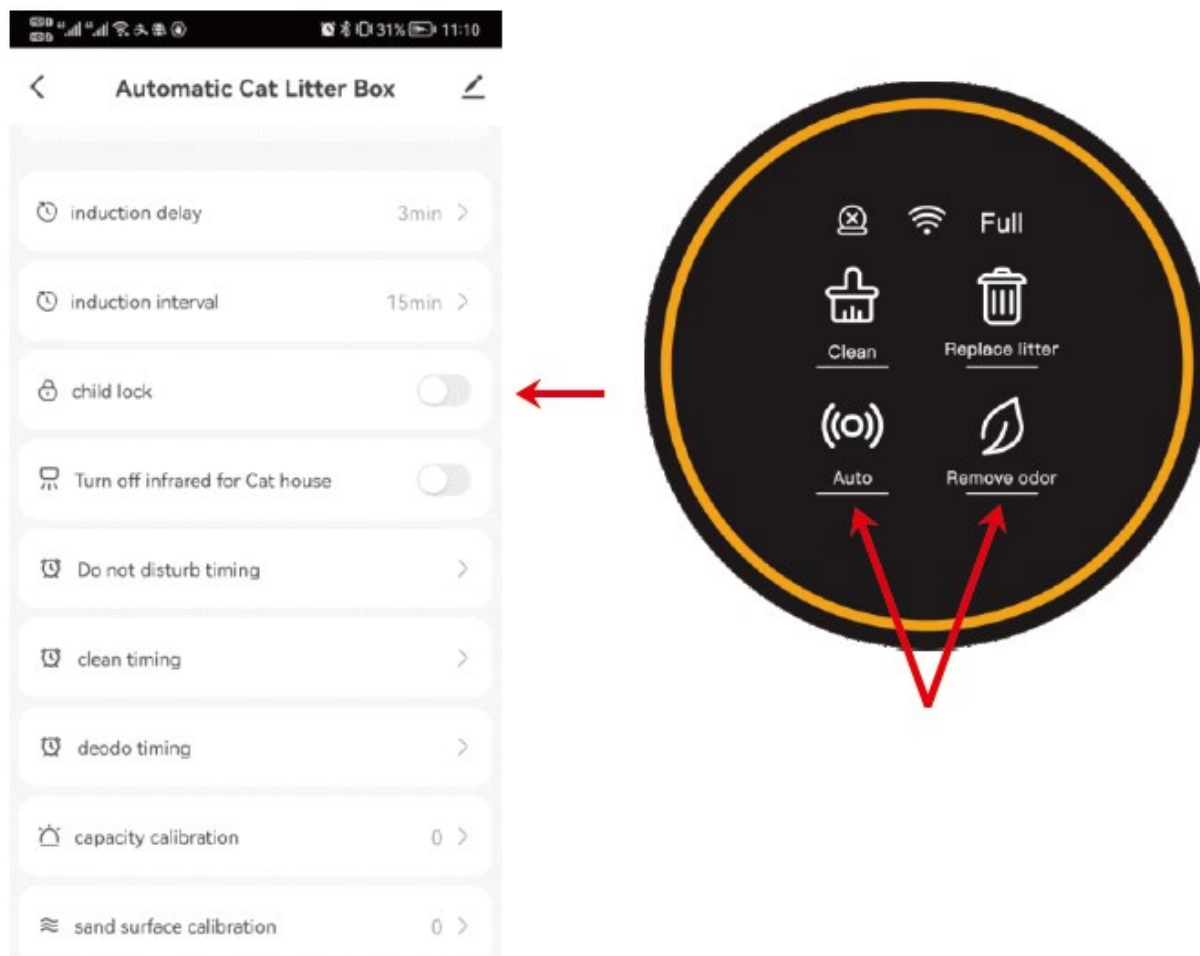 31% 11:10
Automatic Cat Litter Box
induction delay 3min
induction interval 15min
child lock
Turn off infrared for Cat house
Do not disturb timing
clean timing
deodo timing
capacity calibration 0
sand surface calibration 0
Full
Clean Replace litter
Auto Remove odor